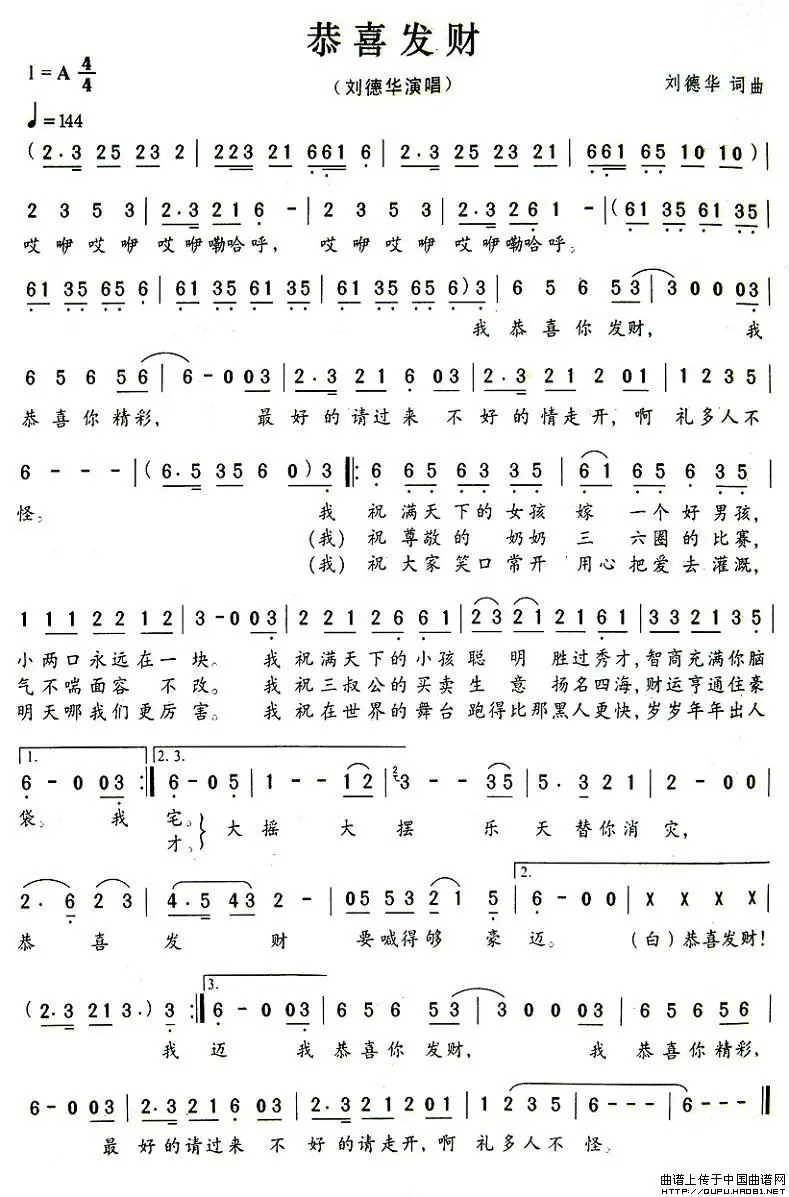 恭喜发财
1=A 4/4
（刘德华演唱）
刘德华 词曲
♩=144
(2·3 25 23 2 | 223 21 661 6 | 2·3 25 23 21 | 661 65 10 10) |
2 3 5 3 | 2·3 2 1 6 - | 2 3 5 3 | 2·3 2 6 1 - | (61 35 61 35 |
哎咿哎咿 哎咿嘞哈呼， 哎咿哎咿 哎咿嘞哈呼。
61 35 65 6 | 61 35 61 35 | 61 35 65 6) 3 | 6 5 6 53 | 3 0 0 03 |
我 恭喜你发财， 我
6 5 6 56 | 6 - 0 03 | 2·3 21 6 03 | 2·3 21 2 01 | 1 2 3 5 |
恭喜你精彩， 最 好的请过来 不 好的情走开，啊 礼多人不
6 - - - | (6·5 35 6 0) 3 ‖: 6 65 63 35 | 61 65 6 35 |
怪。 我 祝满天下的女孩 嫁 一个好男孩，
(我) 祝尊敬的 奶奶 三 六圈的比赛，
(我) 祝大家笑口常开 用心把爱去灌溉，
1 11 22 12 | 3 - 0 03 | 22 12 26 61 | 23 21 21 61 | 33 21 35 |
小两口永远在一块。 我 祝满天下的小孩聪明 胜过秀才，智商充满你脑
气不喘面容 不 改。 我 祝三叔公的买卖生意 扬名四海，财运亨通住豪
明天哪我们更厉害。 我 祝在世界的舞台 跑得比那黑人更快，岁岁年年出人
1. 2.3.
6 - 0 03 :‖ 6 - 0 5 | 1 - - 12 | 3 - - 35 | 5· 3 21 | 2 - 0 0 |
袋。 我 宅。 大摇 大摆 乐天替你消灾，
才。
2.
2· 6 2 3 | 4·5 43 2 - | 05 53 21 5 | 6 - 0 0 | X X X X |
恭 喜 发 财 要喊得够 豪迈。 (白) 恭喜发财！
3.
(2·3 21 3·) 3 :‖ 6 - 0 03 | 6 5 6 53 | 3 0 0 03 | 6 5 6 56 |
我 迈 我 恭喜你 发财， 我 恭喜你精彩，
6 - 0 03 | 2·3 21 6 03 | 2·3 21 2 01 | 1 2 3 5 | 6 - - - | 6 - - - ‖
最 好的请过来 不 好的请走开，啊 礼多人不 怪。
曲谱上传于中国曲谱网
HTTP://QUPU.HAO81.NET